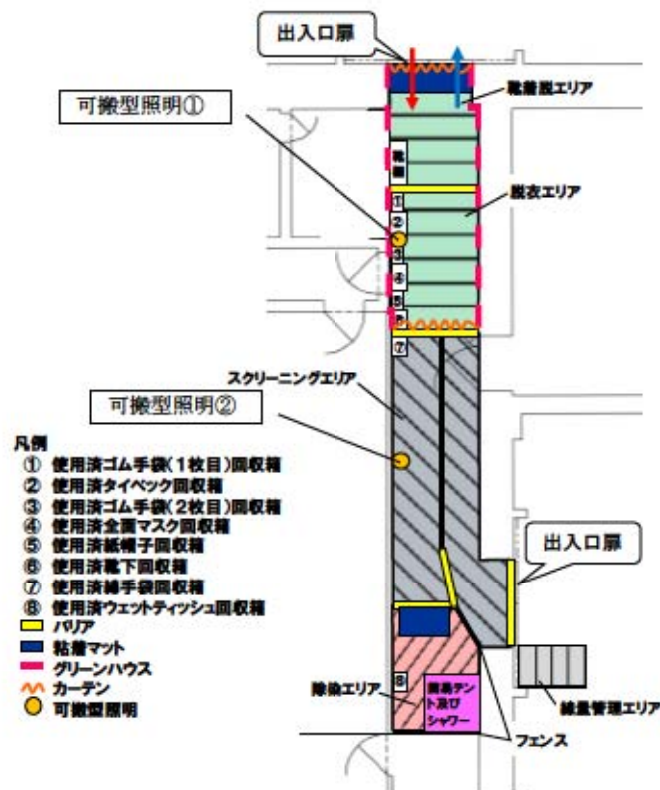 出入口扉
可搬型照明①
靴着脱エリア
靴棚
脱衣エリア
①
②
③
④
⑤
⑥
⑦
スクリーニングエリア
可搬型照明②
凡例
① 使用済ゴム手袋(1枚目)回収箱
② 使用済タイベック回収箱
③ 使用済ゴム手袋(2枚目)回収箱
④ 使用済全面マスク回収箱
⑤ 使用済紙帽子回収箱
⑥ 使用済靴下回収箱
⑦ 使用済綿手袋回収箱
⑧ 使用済ウェットティッシュ回収箱
バリア
粘着マット
グリーンハウス
カーテン
可搬型照明
出入口扉
⑧
除染エリア
簡易テン
ト及び
シャワー
線量管理エリア
フェンス